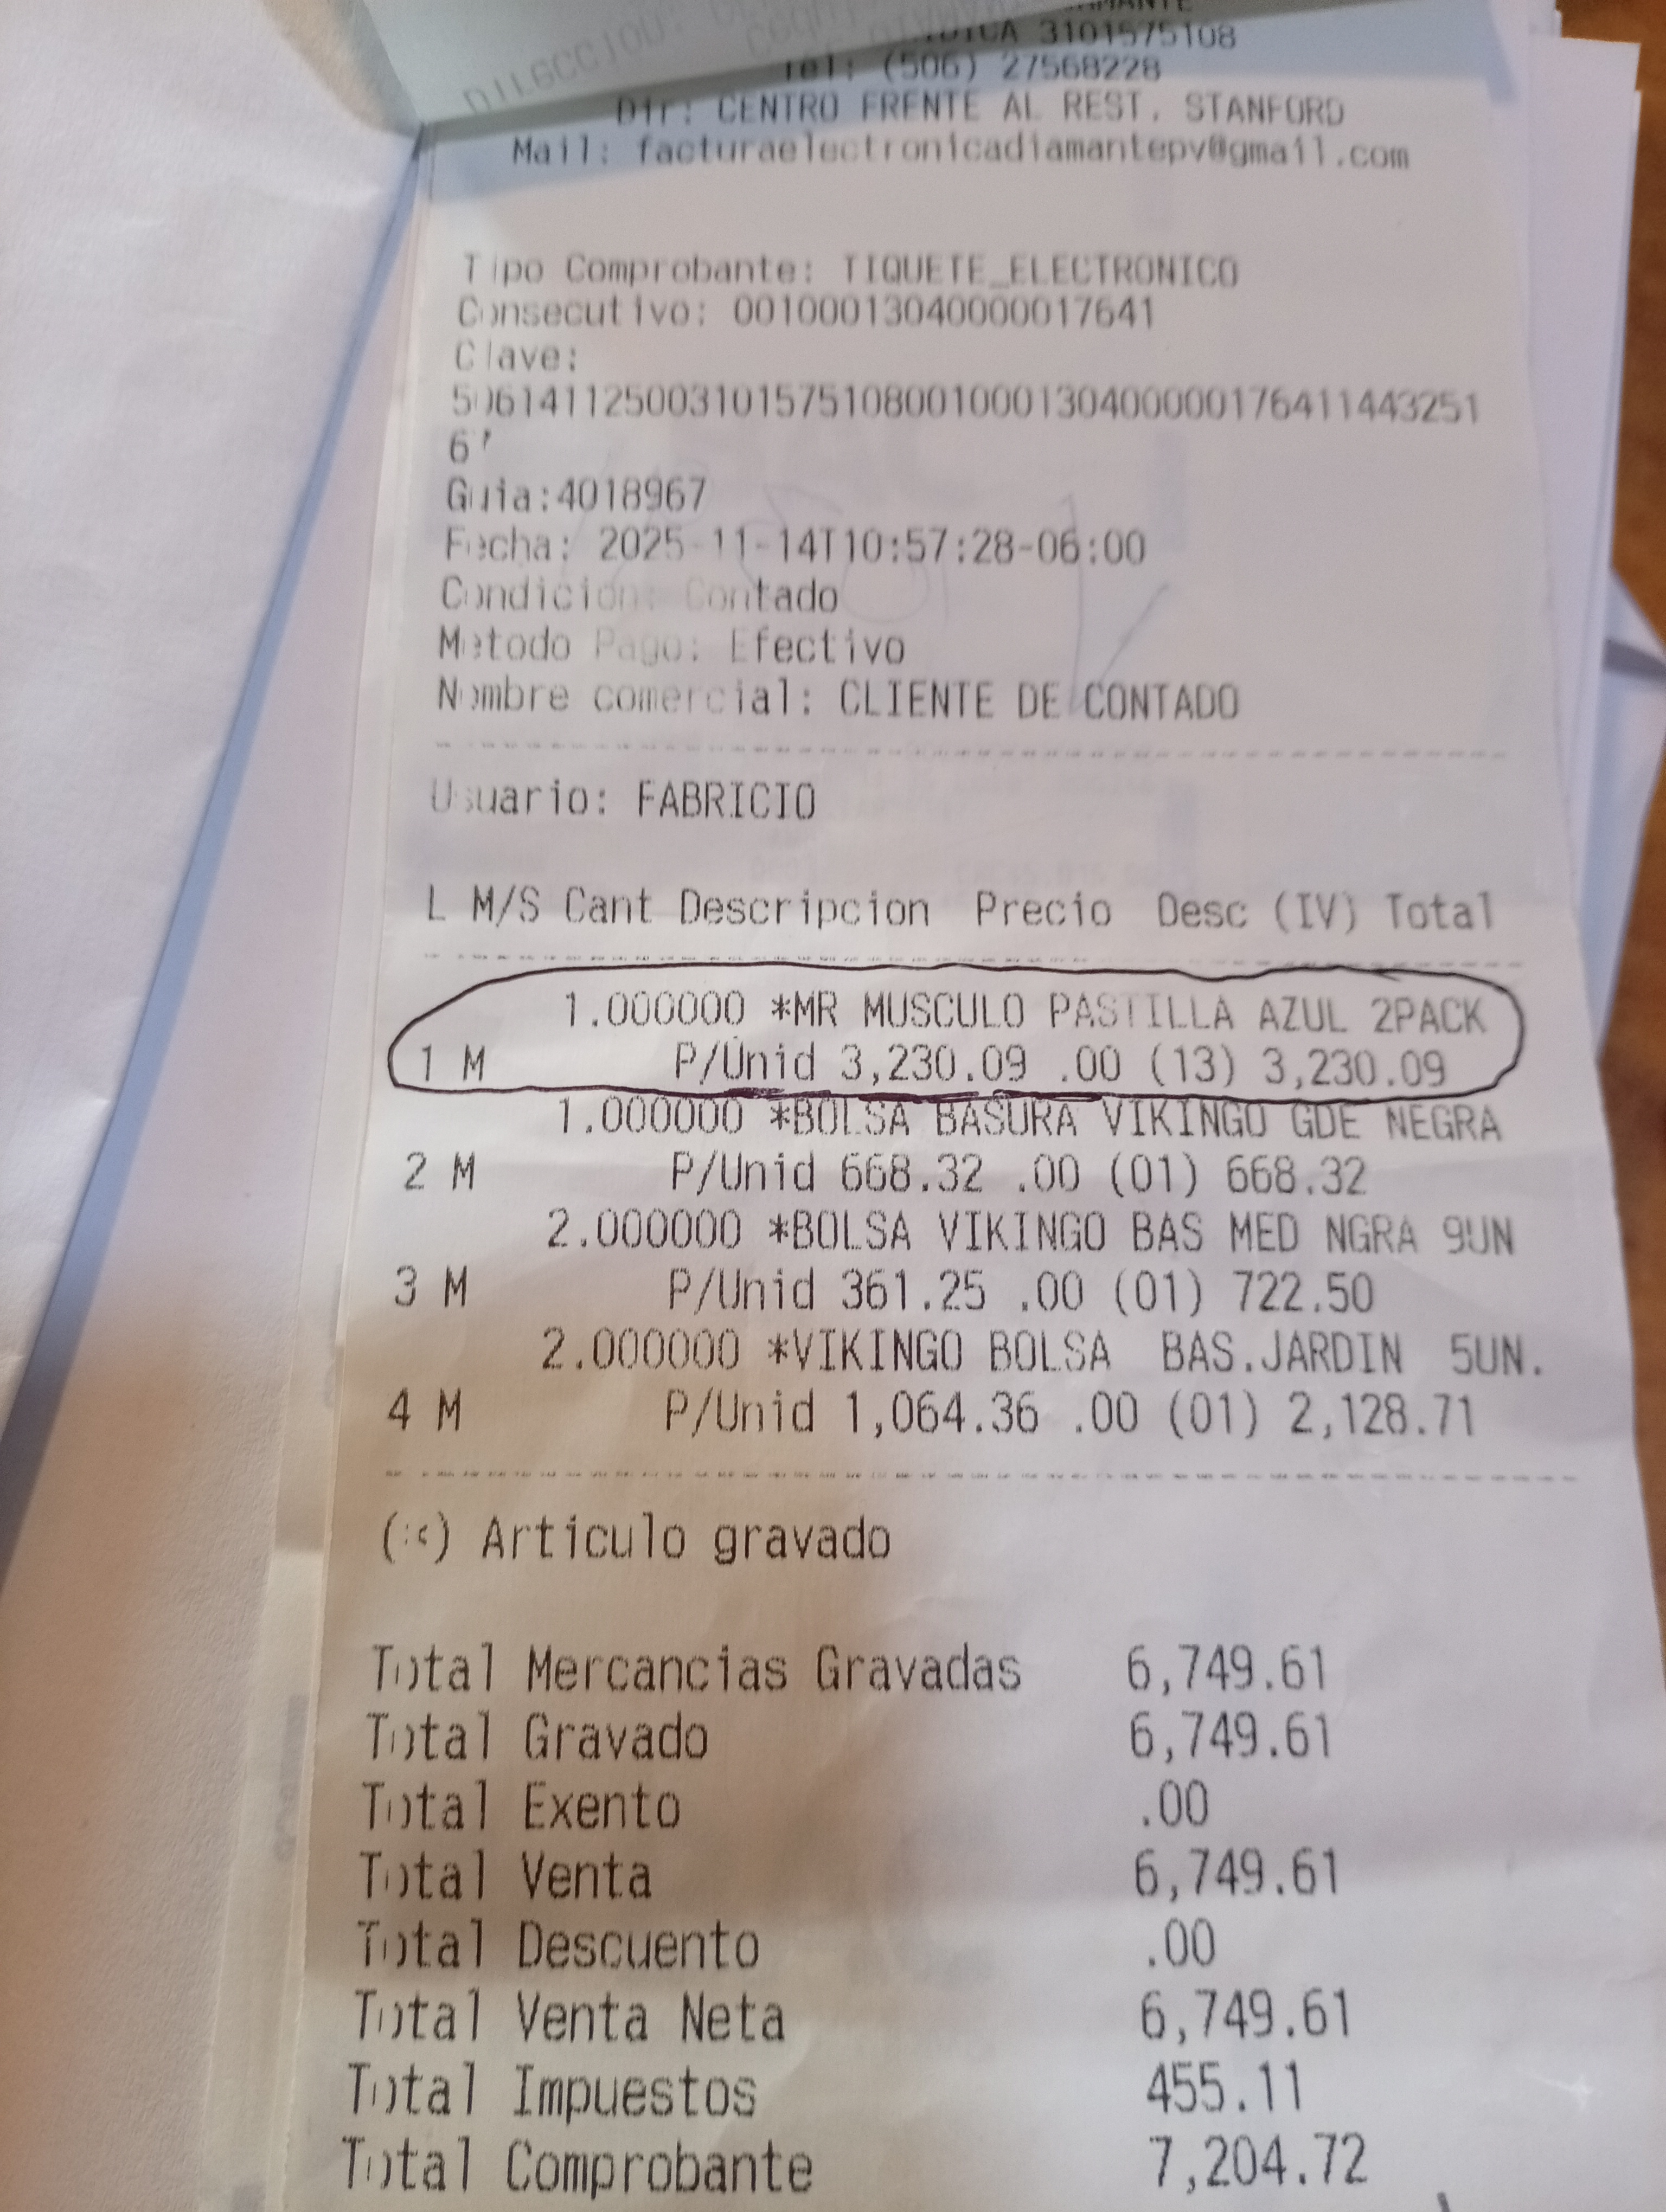 3101575108
Tel: (506) 27568228
Dir: CENTRO FRENTE AL REST. STANFORD
Mail: facturaelectronicadiamantepv@gmail.com
Tipo Comprobante: TIQUETE_ELECTRONICO
Consecutivo: 00100013040000017641
Clave:
506141125003101575108001000130400000176411443251
Guia:4018967
Fecha: 2025-11-14T10:57:28-06:00
Condicion: Contado
Metodo Pago: Efectivo
Nombre comercial: CLIENTE DE CONTADO
Usuario: FABRICIO
L M/S Cant Descripcion Precio Desc (IV) Total
1.000000 *MR MUSCULO PASTILLA AZUL 2PACK
1 M P/Unid 3,230.09 .00 (13) 3,230.09
1.000000 *BOLSA BASURA VIKINGO GDE NEGRA
2 M P/Unid 668.32 .00 (01) 668.32
2.000000 *BOLSA VIKINGO BAS MED NGRA 9UN
3 M P/Unid 361.25 .00 (01) 722.50
2.000000 *VIKINGO BOLSA BAS.JARDIN 5UN.
4 M P/Unid 1,064.36 .00 (01) 2,128.71
(*) Articulo gravado
Total Mercancias Gravadas 6,749.61
Total Gravado 6,749.61
Total Exento .00
Total Venta 6,749.61
Total Descuento .00
Total Venta Neta 6,749.61
Total Impuestos 455.11
Total Comprobante 7,204.72